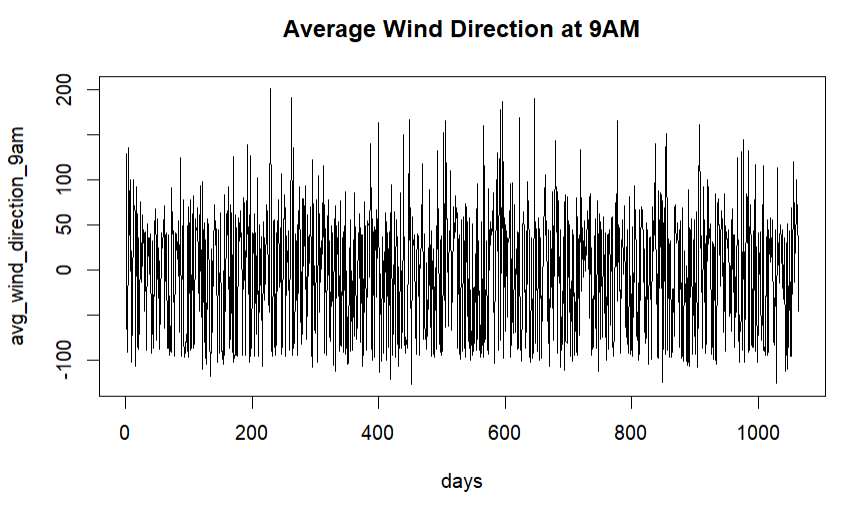 Average Wind Direction at 9AM
avg_wind_direction_9am
200
100
50
0
-100
0 200 400 600 800 1000
days